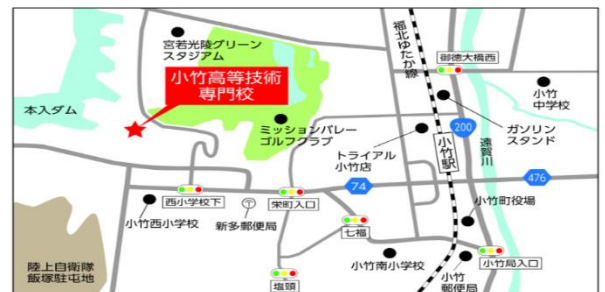 宮若光陵グリーン
スタジアム
小竹高等技術
専門校
本入ダム
ミッションバレー
ゴルフクラブ
福北ゆたか線
御徳大橋西
小竹
中学校
ガソリン
スタンド
200
遠賀川
トライアル
小竹店
小竹駅
476
74
西小学校下
栄町入口
小竹西小学校
新多郵便局
七福
小竹町役場
陸上自衛隊
飯塚駐屯地
塩頭
小竹南小学校
小竹
郵便局
小竹局入口